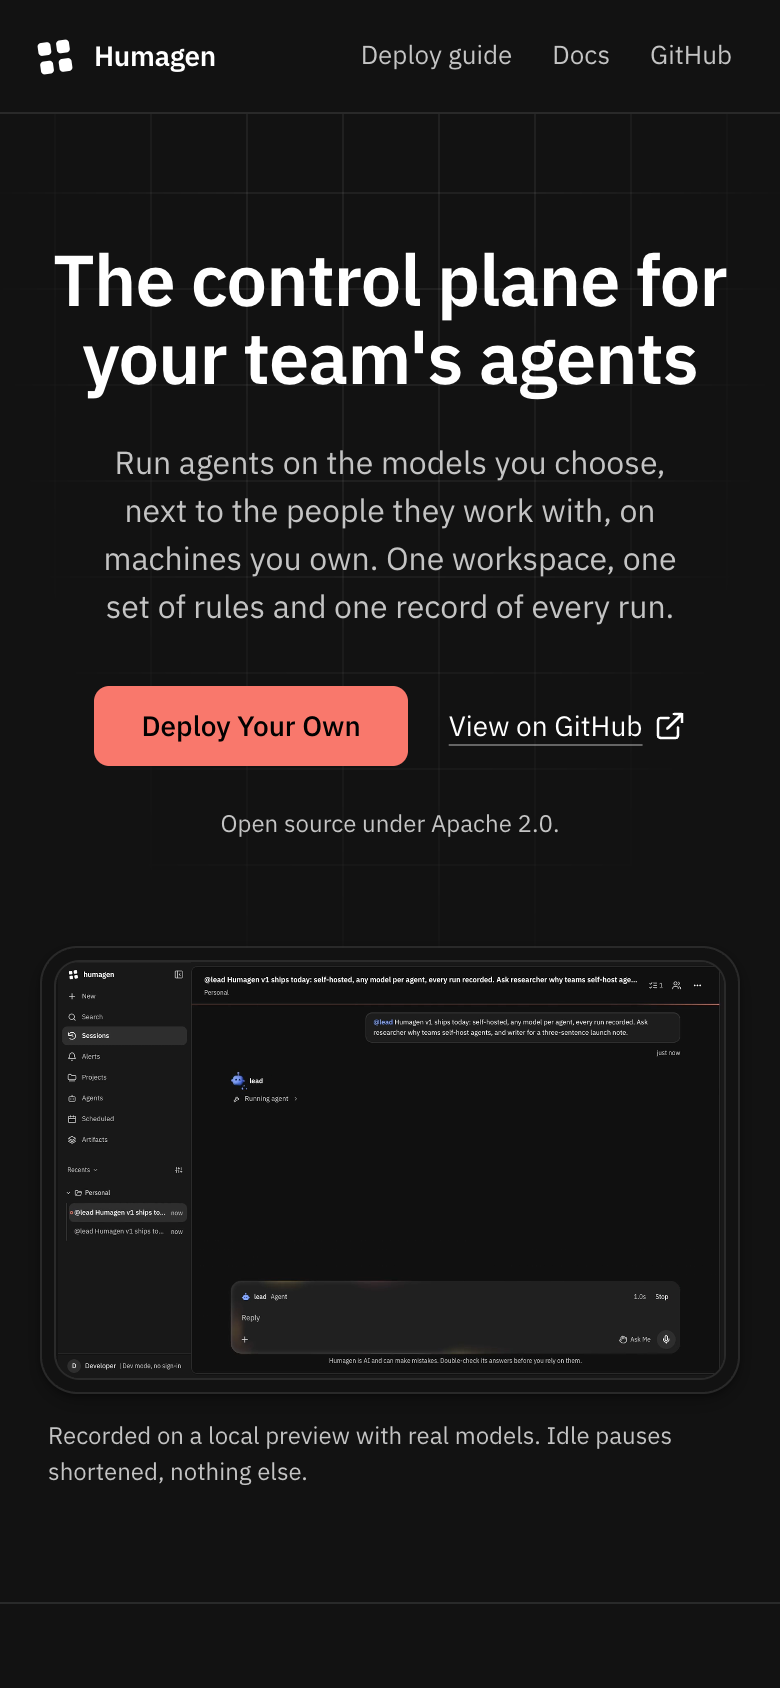 Humagen
Deploy guide
Docs
GitHub
The control plane for
your team's agents
Run agents on the models you choose,
next to the people they work with, on
machines you own. One workspace, one
set of rules and one record of every run.
Deploy Your Own
View on GitHub
Open source under Apache 2.0.
humagen
New
Search
Sessions
Alerts
Projects
Agents
Scheduled
Artifacts
Recents
Personal
@lead Humagen v1 ships to... now
@lead Humagen v1 ships to... now
D Developer | Dev mode, no sign-in
@lead Humagen v1 ships today: self-hosted, any model per agent, every run recorded. Ask researcher why teams self-host age...
Personal
1
@lead Humagen v1 ships today: self-hosted, any model per agent, every run recorded. Ask
researcher why teams self-host agents, and writer for a three-sentence launch note.
just now
lead
Running agent
lead Agent
1.0s Stop
Reply
Ask Me
Humagen is AI and can make mistakes. Double-check its answers before you rely on them.
Recorded on a local preview with real models. Idle pauses
shortened, nothing else.